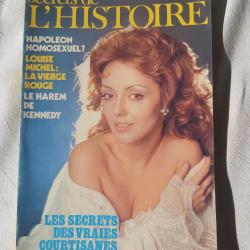 secrets de
L'HISTOIRE
NAPOLEON
HOMOSEXUEL?
LOUISE
MICHEL:
LA VIERGE
ROUGE
LE HAREM
DE
KENNEDY
LES SECRETS
DES VRAIES
COURTISANES